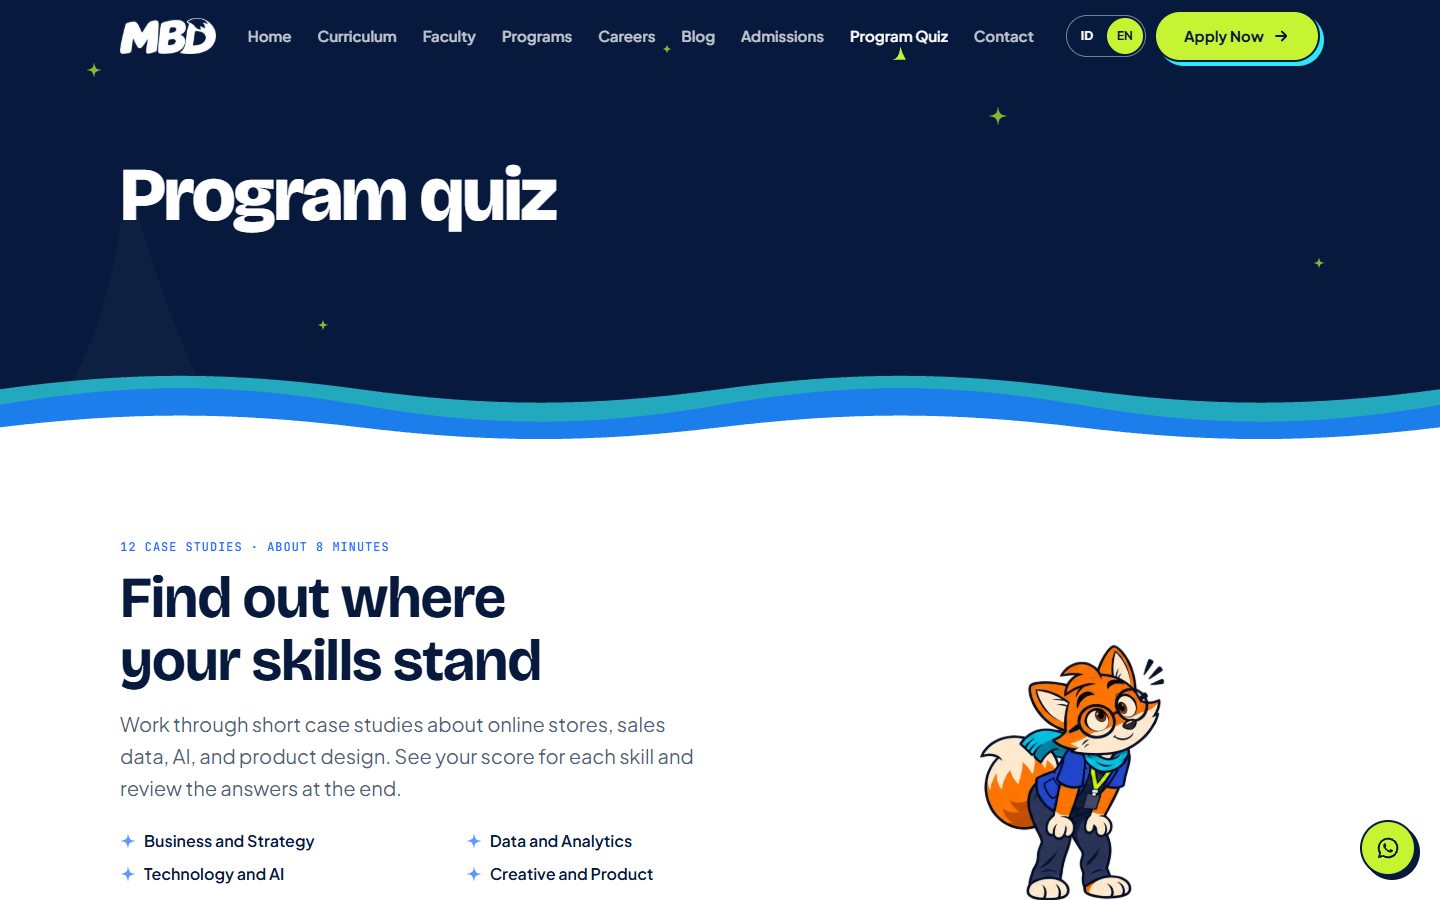 MBD
Home Curriculum Faculty Programs Careers Blog Admissions Program Quiz Contact ID EN Apply Now
Program quiz
12 CASE STUDIES · ABOUT 8 MINUTES
Find out where
your skills stand
Work through short case studies about online stores, sales
data, AI, and product design. See your score for each skill and
review the answers at the end.
Business and Strategy
Data and Analytics
Technology and AI
Creative and Product